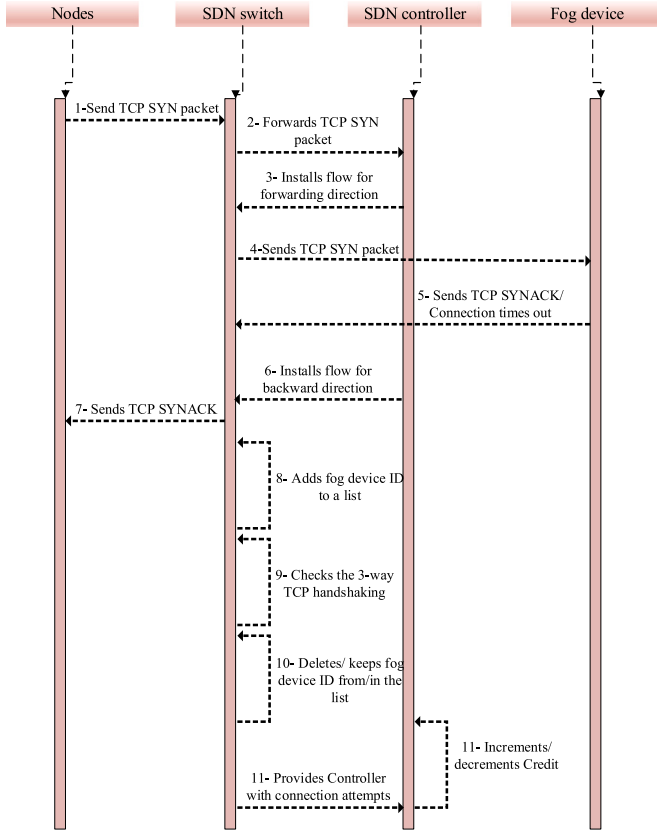 Nodes
SDN switch
SDN controller
Fog device
1-Send TCP SYN packet
2- Forwards TCP SYN
packet
3- Installs flow for
forwarding direction
4-Sends TCP SYN packet
5- Sends TCP SYNACK/
Connection times out
6- Installs flow for
backward direction
7- Sends TCP SYNACK
8- Adds fog device ID
to a list
9- Checks the 3-way
TCP handshaking
10- Deletes/ keeps fog
device ID from/in the
list
11- Increments/
decrements Credit
11- Provides Controller
with connection attempts